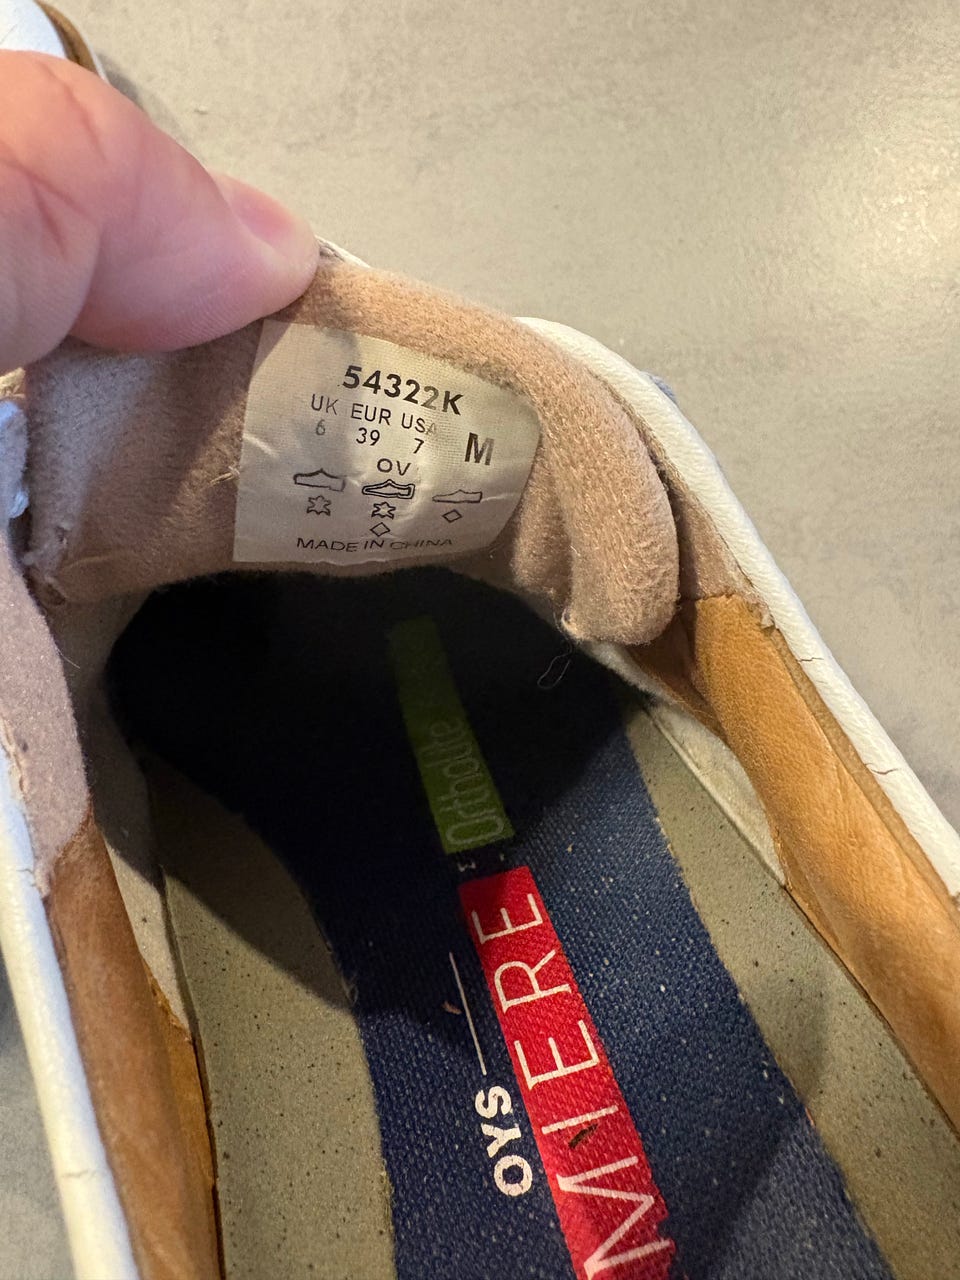 54322K
UK EUR USA
6 39 7 M
OV
MADE IN CHINA
Ortholite
MIERE
OYS